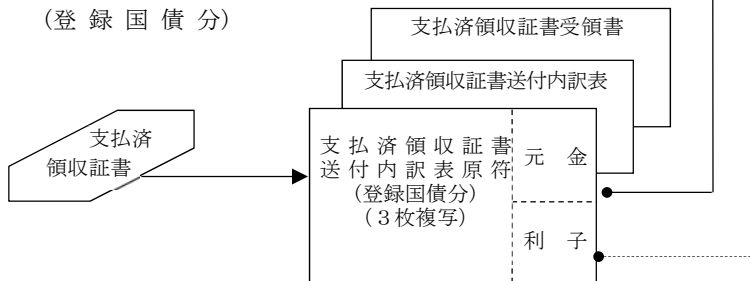 (登録国債分)
支払済領収証書受領書
支払済領収証書送付内訳表
支払済
領収証書
支払済領収証書
送付内訳表原符
(登録国債分)
(3枚複写)
元金
利子